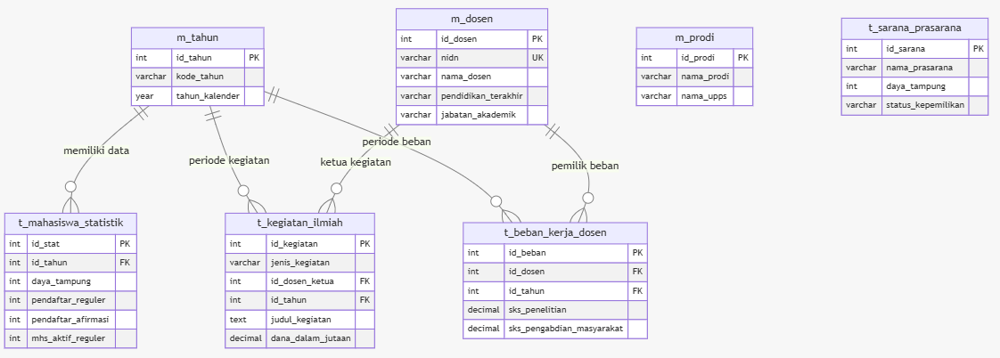 m_tahun
int id_tahun PK
varchar kode_tahun
year tahun_kalender
m_dosen
int id_dosen PK
varchar nidn UK
varchar nama_dosen
varchar pendidikan_terakhir
varchar jabatan_akademik
m_prodi
int id_prodi PK
varchar nama_prodi
varchar nama_upps
t_sarana_prasarana
int id_sarana PK
varchar nama_prasarana
int daya_tampung
varchar status_kepemilikan
memiliki data
periode kegiatan
ketua kegiatan
periode beban
pemilik beban
t_mahasiswa_statistik
int id_stat PK
int id_tahun FK
int daya_tampung
int pendaftar_reguler
int pendaftar_afirmasi
int mhs_aktif_reguler
t_kegiatan_ilmiah
int id_kegiatan PK
varchar jenis_kegiatan
int id_dosen_ketua FK
int id_tahun FK
text judul_kegiatan
decimal dana_dalam_jutaan
t_beban_kerja_dosen
int id_beban PK
int id_dosen FK
int id_tahun FK
decimal sks_penelitian
decimal sks_pengabdian_masyarakat